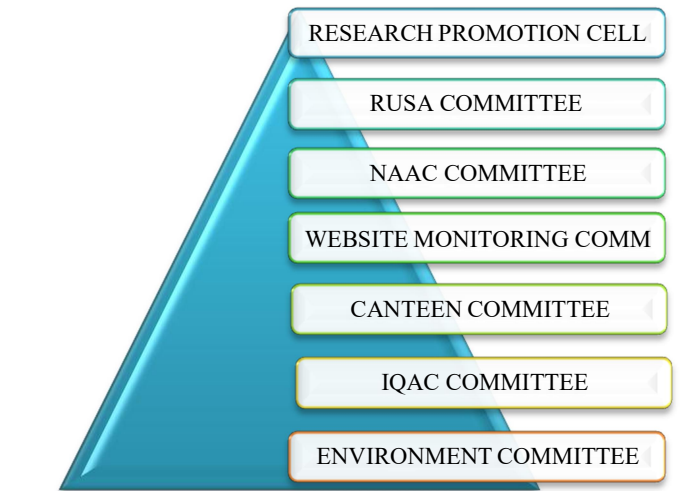 RESEARCH PROMOTION CELL
RUSA COMMITTEE
NAAC COMMITTEE
WEBSITE MONITORING COMM
CANTEEN COMMITTEE
IQAC COMMITTEE
ENVIRONMENT COMMITTEE